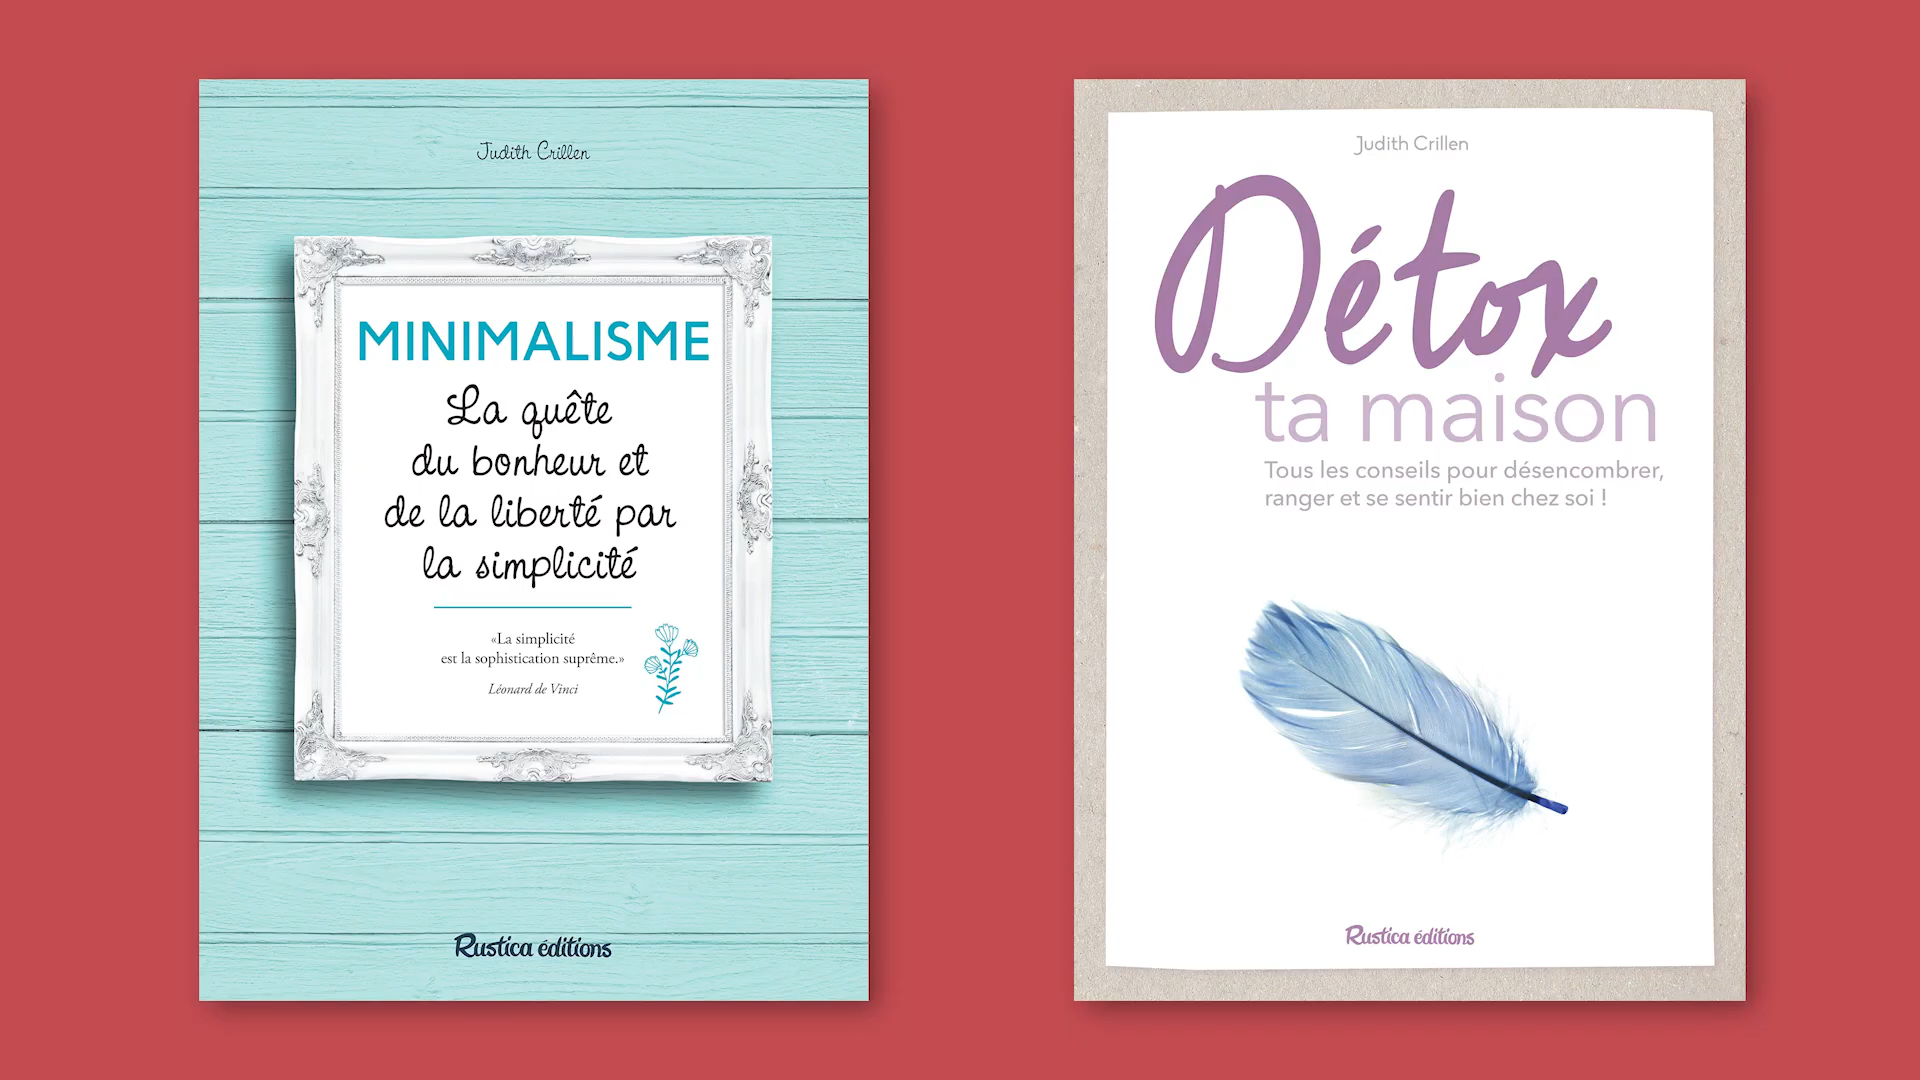 Judith Crillen
MINIMALISME
La quête
du bonheur et
de la liberté par
la simplicité
«La simplicité
est la sophistication suprême.»
Léonard de Vinci
Rustica éditions
Judith Crillen
Détox
ta maison
Tous les conseils pour désencombrer,
ranger et se sentir bien chez soi !
Rustica éditions